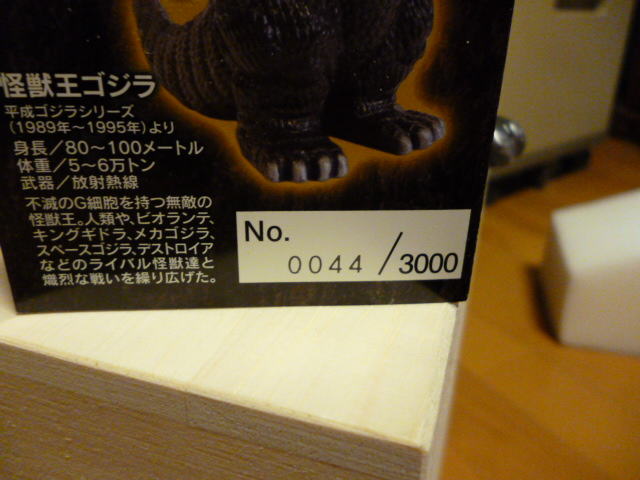 怪獣王ゴジラ
平成ゴジラシリーズ
(1989年～1995年)より
身長／80～100メートル
体重／5～6万トン
武器／放射熱線
不滅のG細胞を持つ無敵の
怪獣王。人類や、ビオランテ、
キングギドラ、メカゴジラ、
スペースゴジラ、デストロイア
などのライバル怪獣達と
熾烈な戦いを繰り広げた。
No.
0044/3000